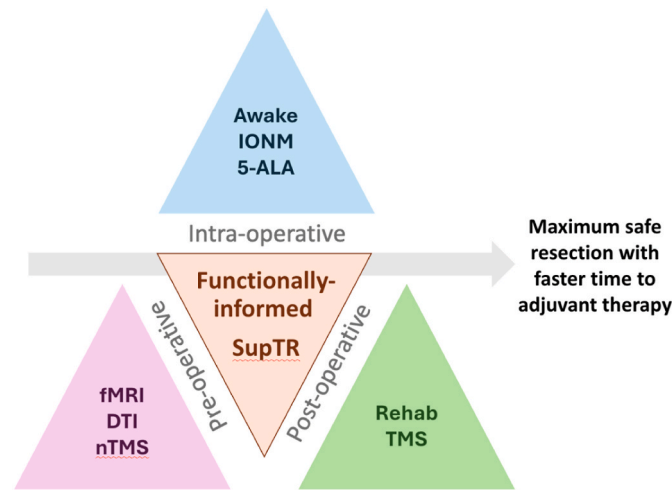 Awake
IONM
5-ALA
Intra-operative
Maximum safe
resection with
faster time to
adjuvant therapy
Functionally-
informed
SupTR
Pre-operative
Post-operative
fMRI
DTI
nTMS
Rehab
TMS